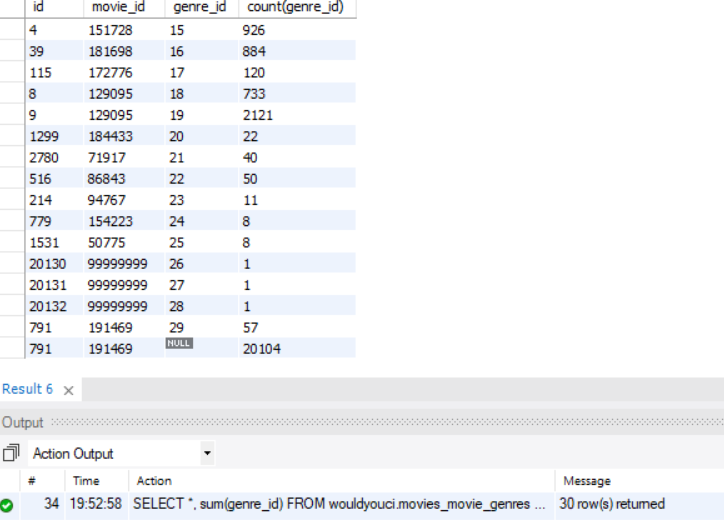 id movie_id genre_id count(genre_id)
4 151728 15 926
39 181698 16 884
115 172776 17 120
8 129095 18 733
9 129095 19 2121
1299 184433 20 22
2780 71917 21 40
516 86843 22 50
214 94767 23 11
779 154223 24 8
1531 50775 25 8
20130 99999999 26 1
20131 99999999 27 1
20132 99999999 28 1
791 191469 29 57
791 191469 NULL 20104
Result 6
Output
Action Output
# Time Action Message
34 19:52:58 SELECT *, sum(genre_id) FROM wouldyouci.movies_movie_genres ... 30 row(s) returned